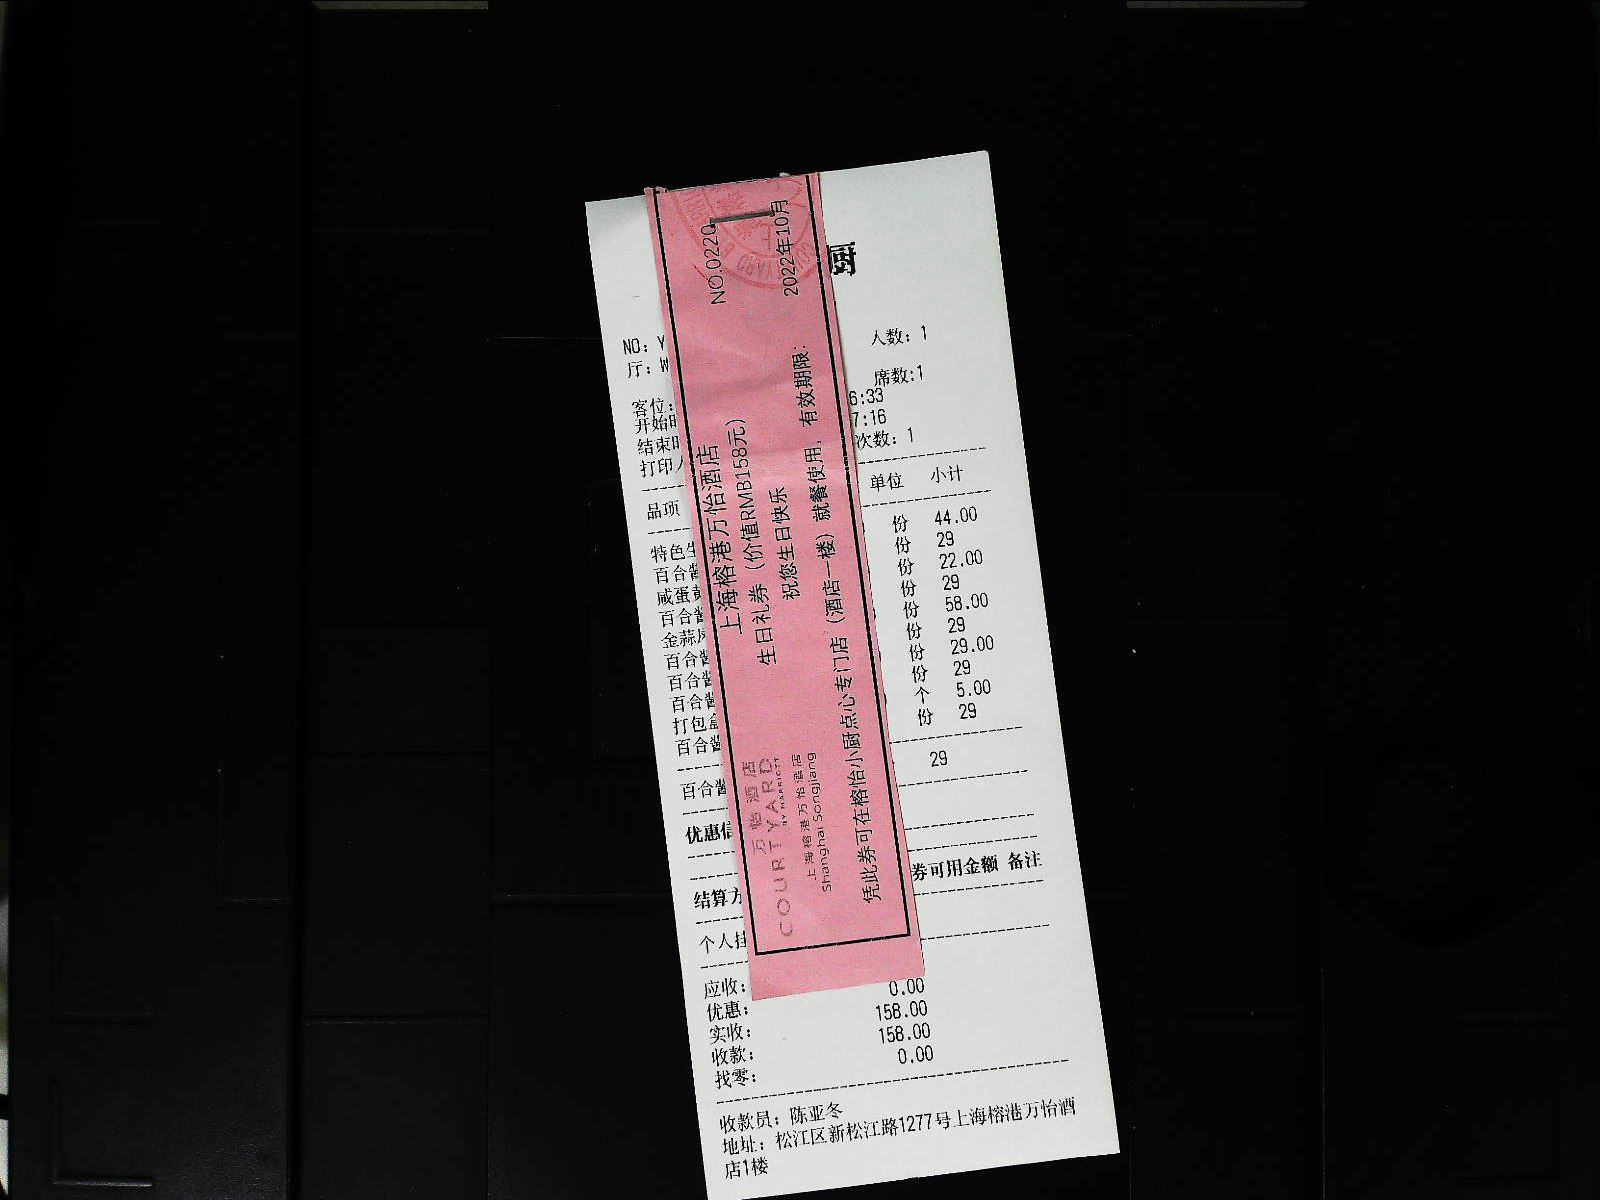 厨
NO: Y
人数: 1
厅: W
席数:1
客位:
6:33
开始时
7:16
结束时
次数: 1
打印人
品项 单位 小计
特色生 份 44.00
百合酱 份 29
咸蛋黄 份 22.00
百合酱 份 29
金蒜凤 份 58.00
百合酱 份 29
百合酱 份 29.00
百合酱 份 29
打包盒 个 5.00
百合酱 份 29
百合酱 29
优惠信
结算方 券可用金额 备注
个人挂
应收:
0.00
优惠:
158.00
实收:
158.00
收款:
0.00
找零:
收款员: 陈亚冬
地址: 松江区新松江路1277号上海榕港万怡酒
店1楼
NO.0220
上海榕港万怡酒店
生日礼券（价值RMB158元）
祝您生日快乐
凭此券可在榕怡小厨点心专门店（酒店一楼）就餐使用，有效期限：
2022年10月
万怡酒店
COURTYARD
BY MARRIOTT
上海榕港万怡酒店
Shanghai Songjiang